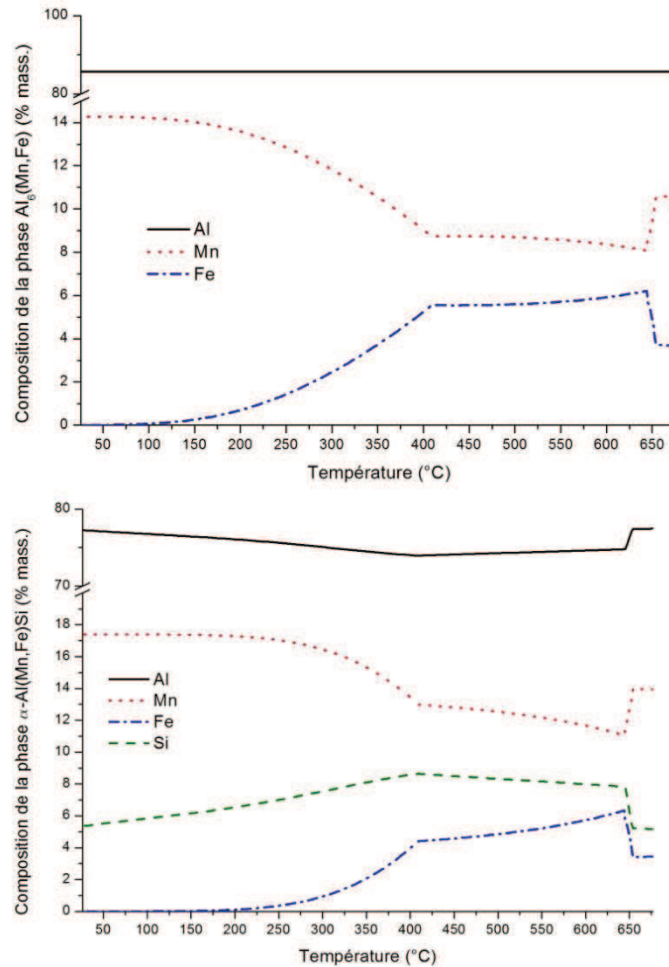 Composition de la phase Al6(Mn,Fe) (% mass.)
100
80
14
12
10
8
6
4
2
0
Al
Mn
Fe
50 100 150 200 250 300 350 400 450 500 550 600 650
Température (°C)
Composition de la phase α-Al(Mn,Fe)Si (% mass.)
80
70
18
16
14
12
10
8
6
4
2
0
Al
Mn
Fe
Si
50 100 150 200 250 300 350 400 450 500 550 600 650
Température (°C)